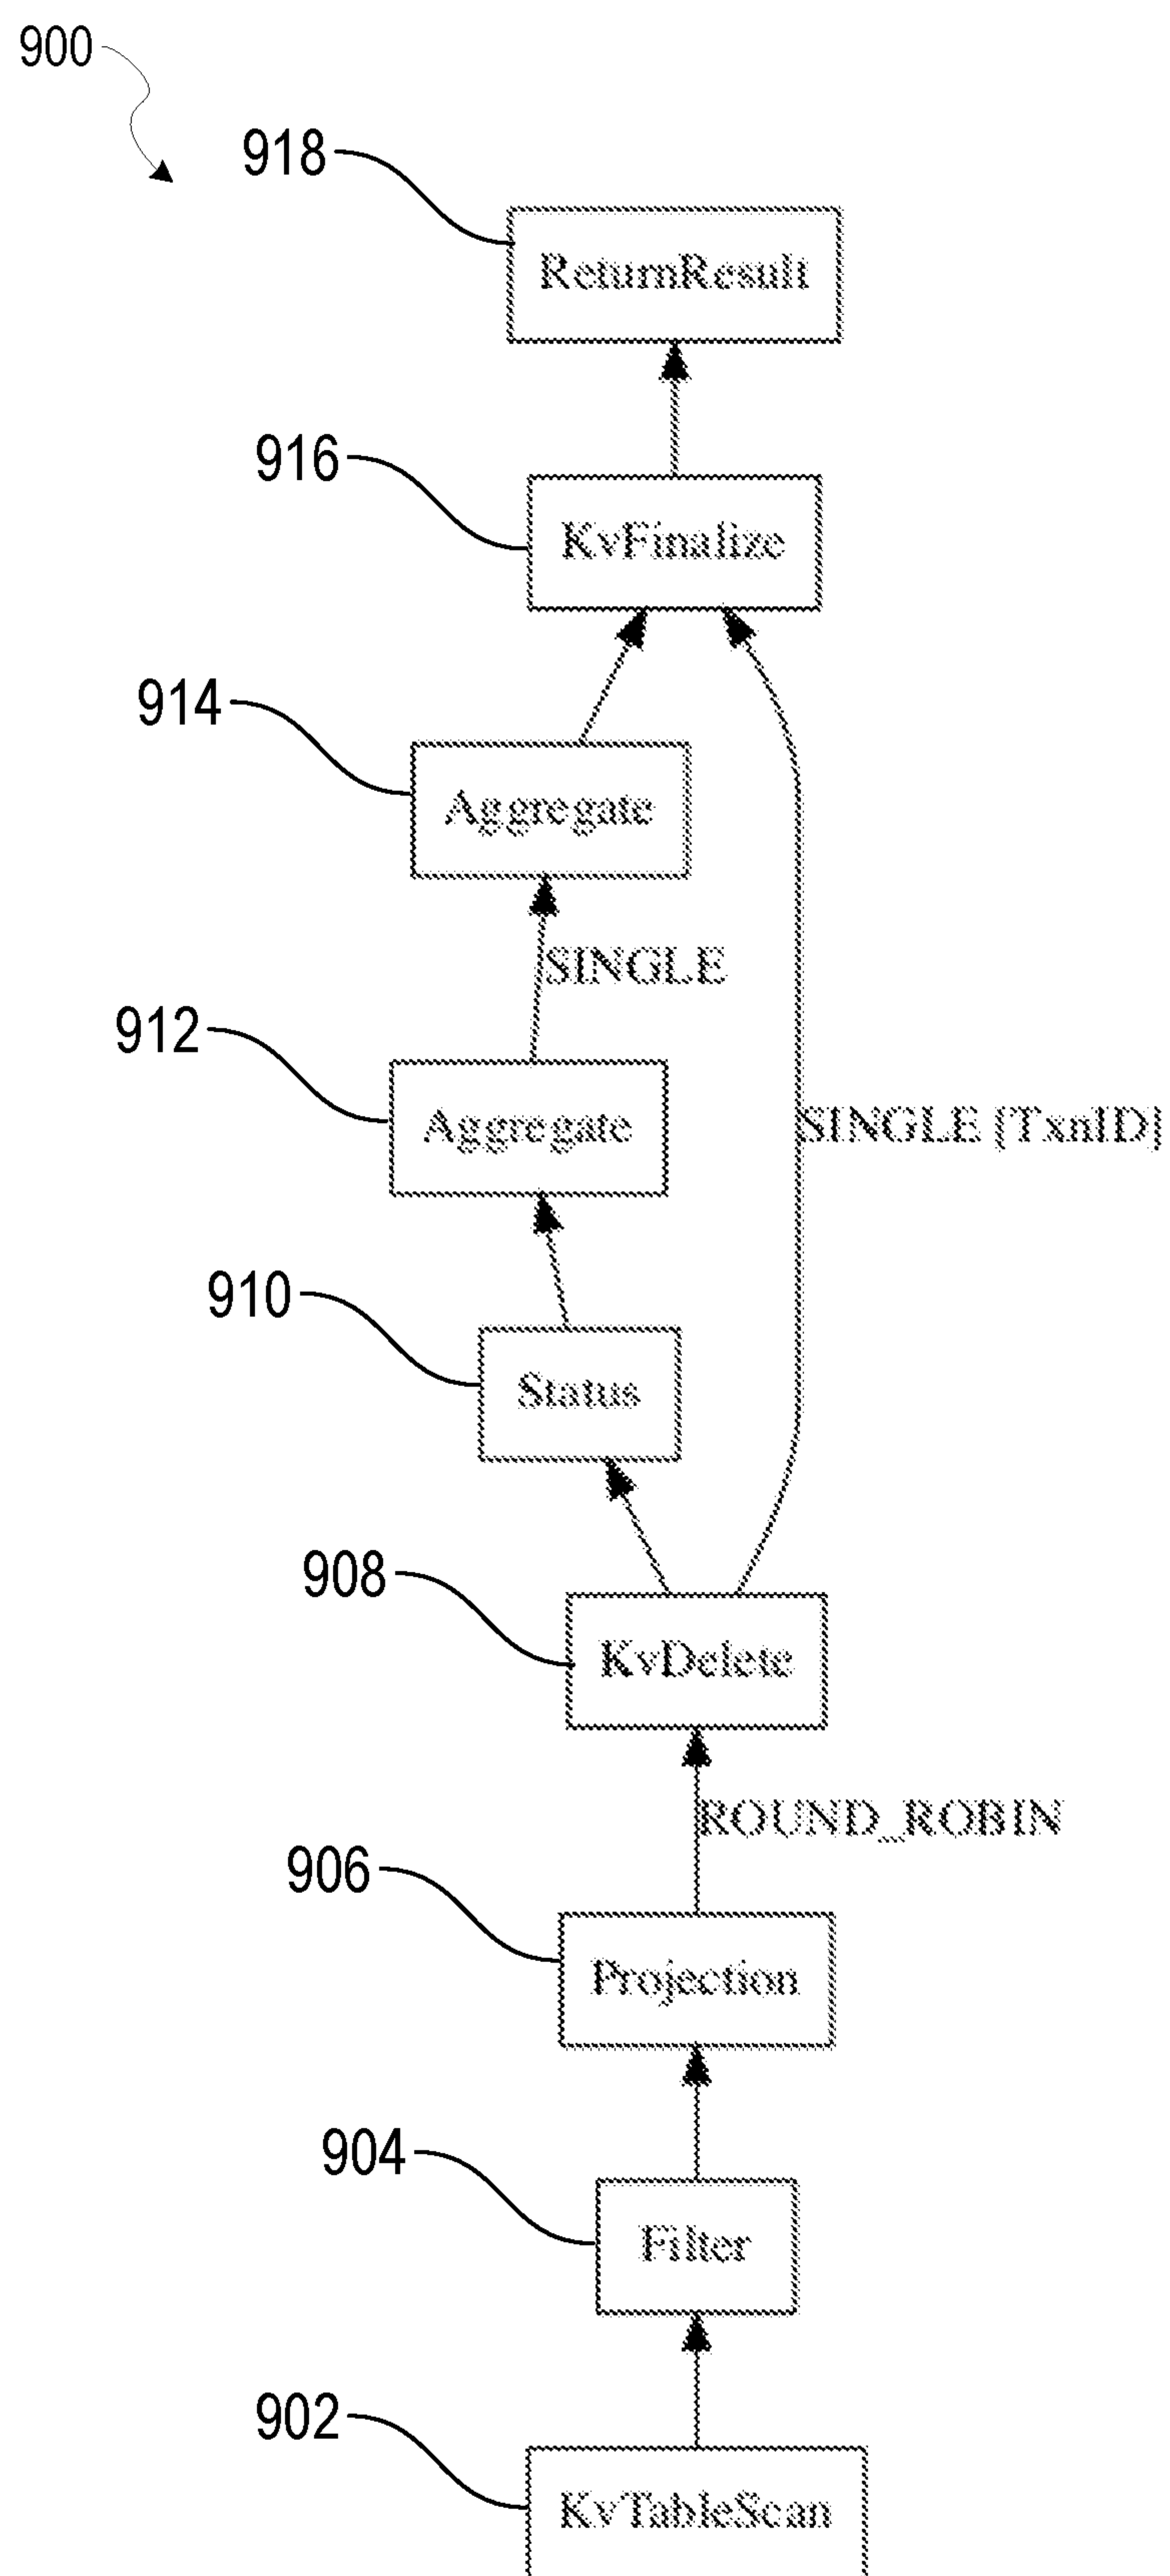 900
918
ReturnResult
916
KvFinalize
914
Aggregate
SINGLE
912
Aggregate
SINGLE [TxnID]
910
Status
908
KvDelete
ROUND_ROBIN
906
Projection
904
Filter
902
KvTableScan